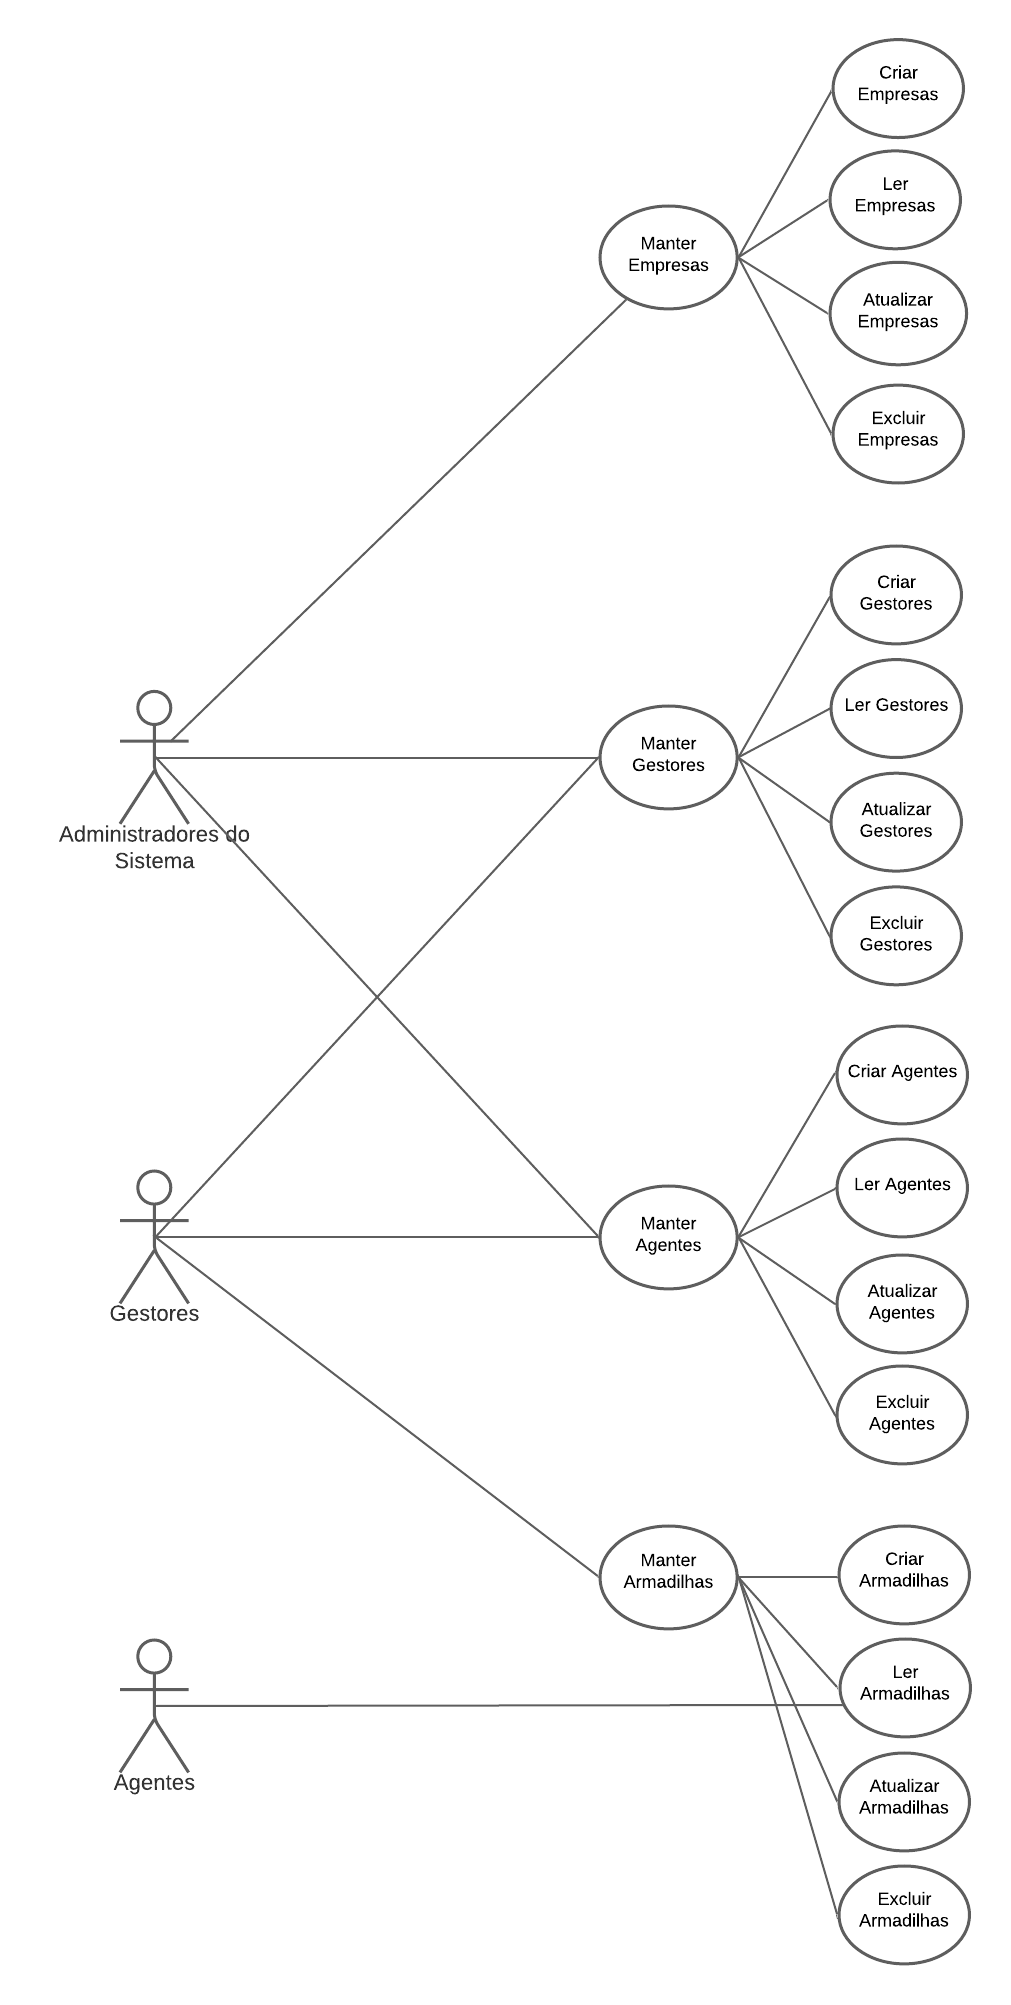 Criar
Empresas
Ler
Empresas
Manter
Empresas
Atualizar
Empresas
Excluir
Empresas
Criar
Gestores
Ler Gestores
Manter
Gestores
Atualizar
Gestores
Administradores do
Sistema
Excluir
Gestores
Criar Agentes
Ler Agentes
Manter
Agentes
Atualizar
Agentes
Gestores
Excluir
Agentes
Manter
Armadilhas
Criar
Armadilhas
Ler
Armadilhas
Agentes
Atualizar
Armadilhas
Excluir
Armadilhas